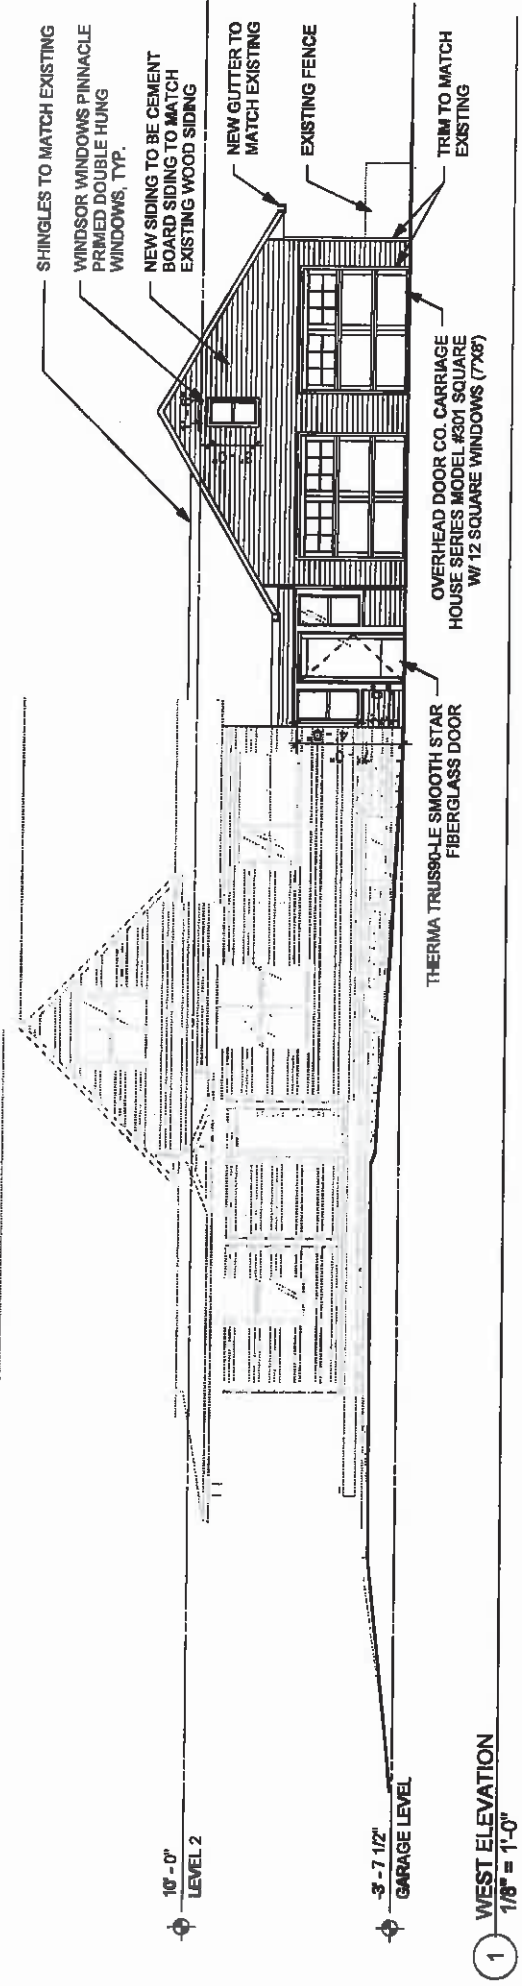 SHINGLES TO MATCH EXISTING
WINDSOR WINDOWS PINNACLE
PRIMED DOUBLE HUNG
WINDOWS, TYP.
NEW SIDING TO BE CEMENT
BOARD SIDING TO MATCH
EXISTING WOOD SIDING
NEW GUTTER TO
MATCH EXISTING
EXISTING FENCE
TRIM TO MATCH
EXISTING
OVERHEAD DOOR CO. CARRIAGE
HOUSE SERIES MODEL #301 SQUARE
W/ 12 SQUARE WINDOWS (7'X8')
THERMA TRUS90-LE SMOOTH STAR
FIBERGLASS DOOR
10' - 0"
LEVEL 2
-3' - 7 1/2"
GARAGE LEVEL
1
WEST ELEVATION
1/8" = 1'-0"